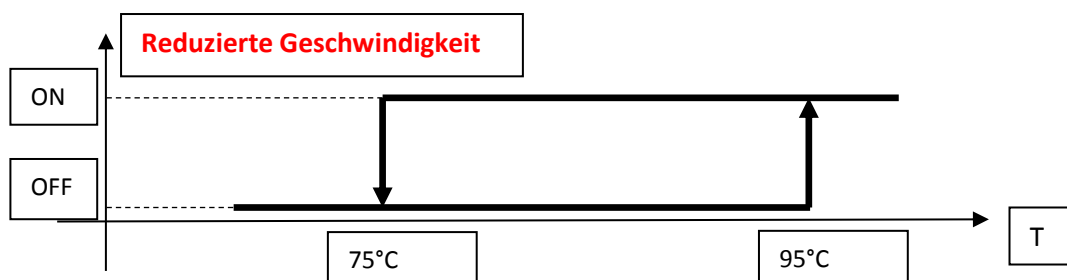 Reduzierte Geschwindigkeit
ON
OFF
75°C
95°C
T